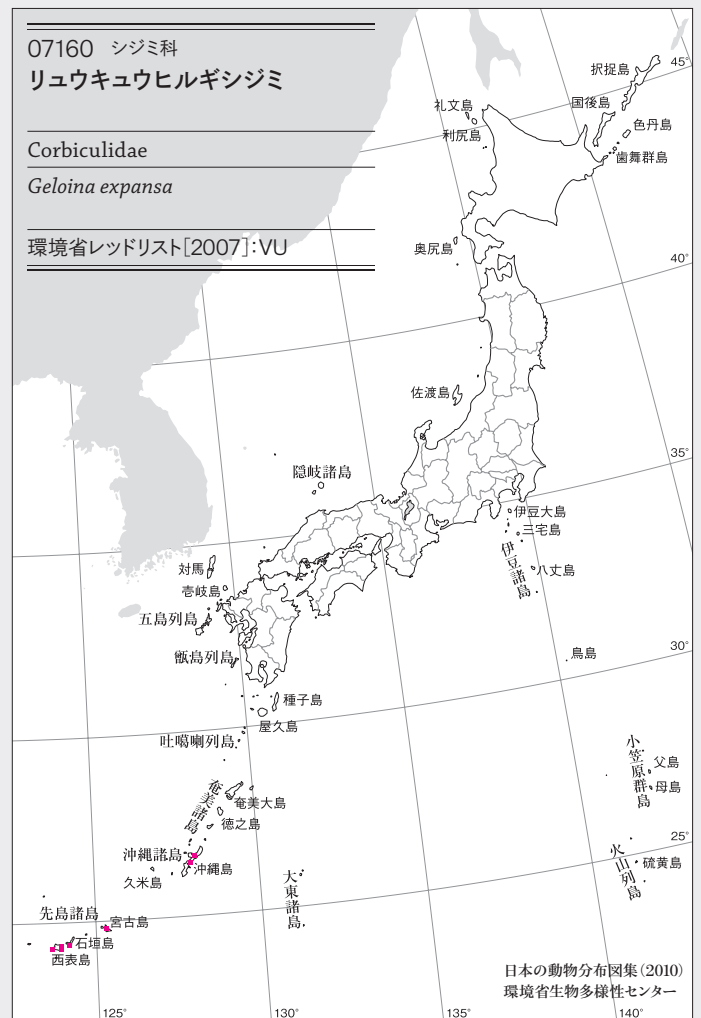 07160 シジミ科
リュウキュウヒルギシジミ
Corbiculidae
Geloina expansa
環境省レッドリスト[2007]:VU
択捉島
45°
礼文島
国後島
利尻島
色丹島
歯舞群島
奥尻島
40°
佐渡島
35°
隠岐諸島
伊豆大島
三宅島
伊豆諸島
八丈島
対馬
壱岐島
五島列島
甑島列島
鳥島
30°
種子島
屋久島
吐噶喇列島
小笠原群島
父島
母島
奄美諸島
奄美大島
徳之島
25°
沖縄諸島
沖縄島
久米島
火山列島
硫黄島
大東諸島
先島諸島
宮古島
石垣島
西表島
日本の動物分布図集(2010)
環境省生物多様性センター
125°
130°
135°
140°